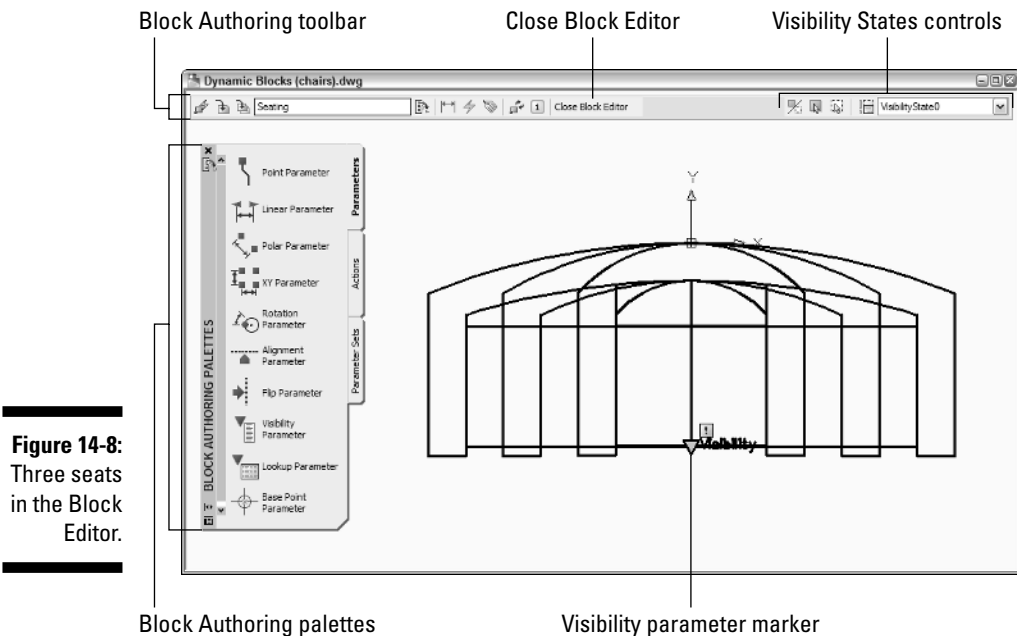 Block Authoring toolbar
Close Block Editor
Visibility States controls
Dynamic Blocks (chairs).dwg
Seating
Close Block Editor
VisibilityState0
Point Parameter
Linear Parameter
Polar Parameter
XY Parameter
Rotation
Parameter
Alignment
Parameter
Flip Parameter
Visibility
Parameter
Lookup Parameter
Base Point
Parameter
Parameters
Actions
Parameter Sets
BLOCK AUTHORING PALETTES
Y
X
!
Visibility
Figure 14-8:
Three seats
in the Block
Editor.
Block Authoring palettes
Visibility parameter marker